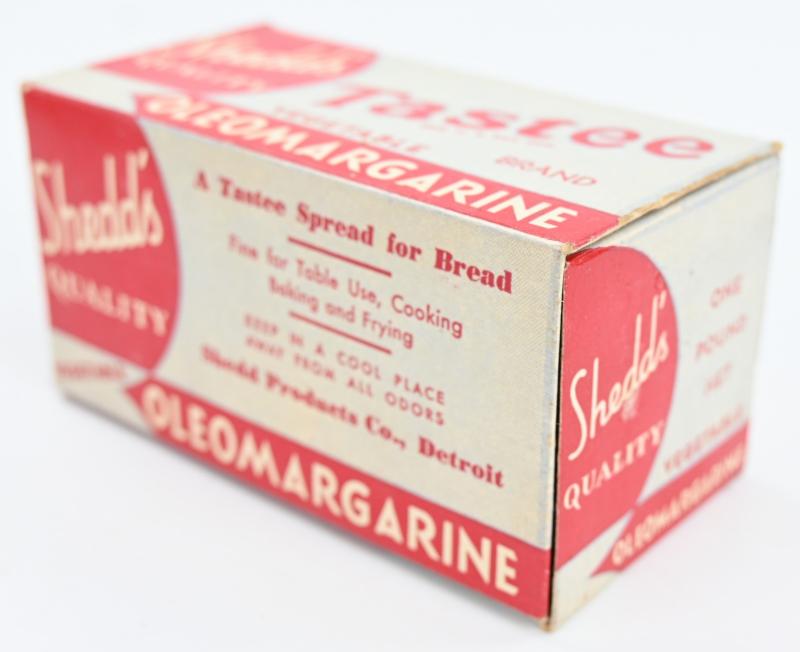 Shedd's
Tastee
VEGETABLE
BRAND
OLEOMARGARINE
Shedd's
QUALITY
A Tastee Spread for Bread
Fine for Table Use, Cooking
Baking and Frying
KEEP IN A COOL PLACE
AWAY FROM ALL ODORS
Shedd Products Co., Detroit
VEGETABLE
OLEOMARGARINE
Shedd's
QUALITY
ONE
POUND
NET
VEGETABLE
OLEOMARGARINE